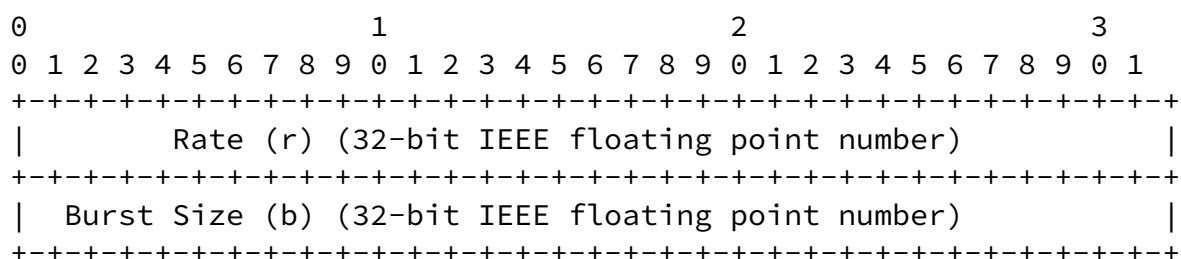 0                   1                   2                   3
0 1 2 3 4 5 6 7 8 9 0 1 2 3 4 5 6 7 8 9 0 1 2 3 4 5 6 7 8 9 0 1
+-+-+-+-+-+-+-+-+-+-+-+-+-+-+-+-+-+-+-+-+-+-+-+-+-+-+-+-+-+-+-+-+
|        Rate (r) (32-bit IEEE floating point number)           |
+-+-+-+-+-+-+-+-+-+-+-+-+-+-+-+-+-+-+-+-+-+-+-+-+-+-+-+-+-+-+-+-+
|  Burst Size (b) (32-bit IEEE floating point number)           |
+-+-+-+-+-+-+-+-+-+-+-+-+-+-+-+-+-+-+-+-+-+-+-+-+-+-+-+-+-+-+-+-+